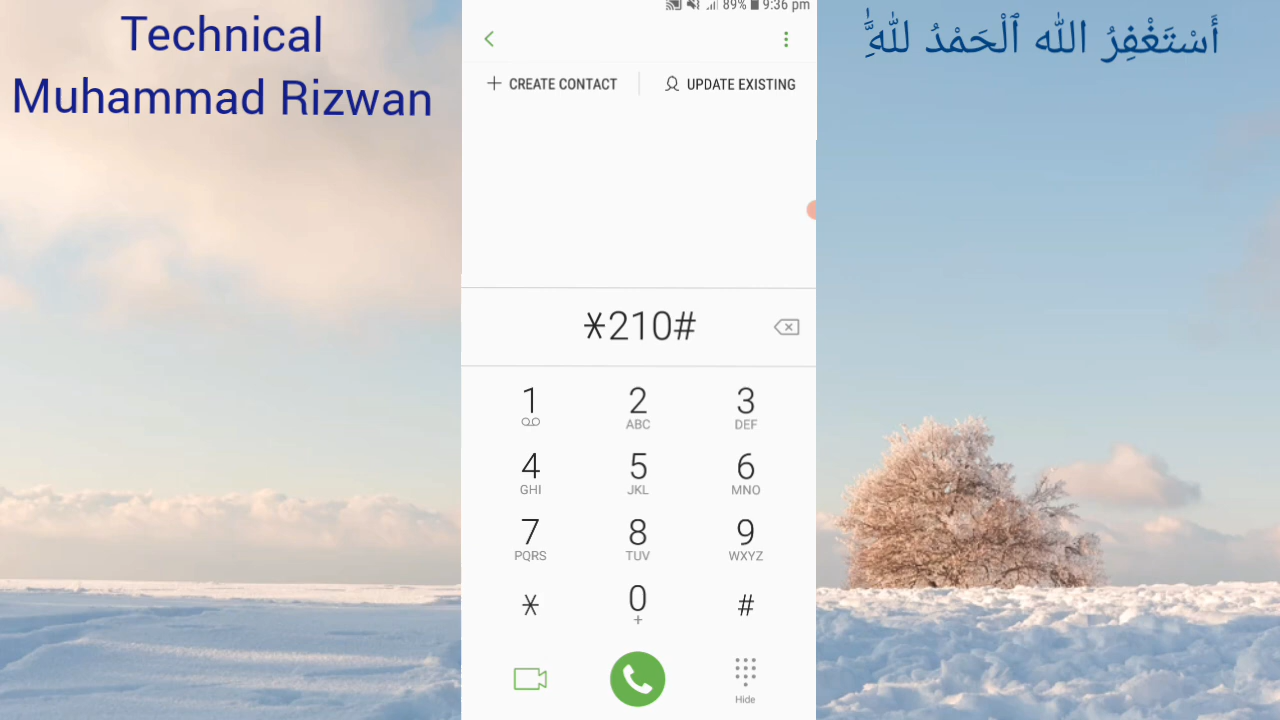 Technical
Muhammad Rizwan
89% 9:36 pm
CREATE CONTACT
UPDATE EXISTING
*210#
1
2 ABC
3 DEF
4 GHI
5 JKL
6 MNO
7 PQRS
8 TUV
9 WXYZ
*
0 +
#
Hide
أَسْتَغْفِرُ اللّٰه ٱلْحَمْدُ لِلّٰهِ